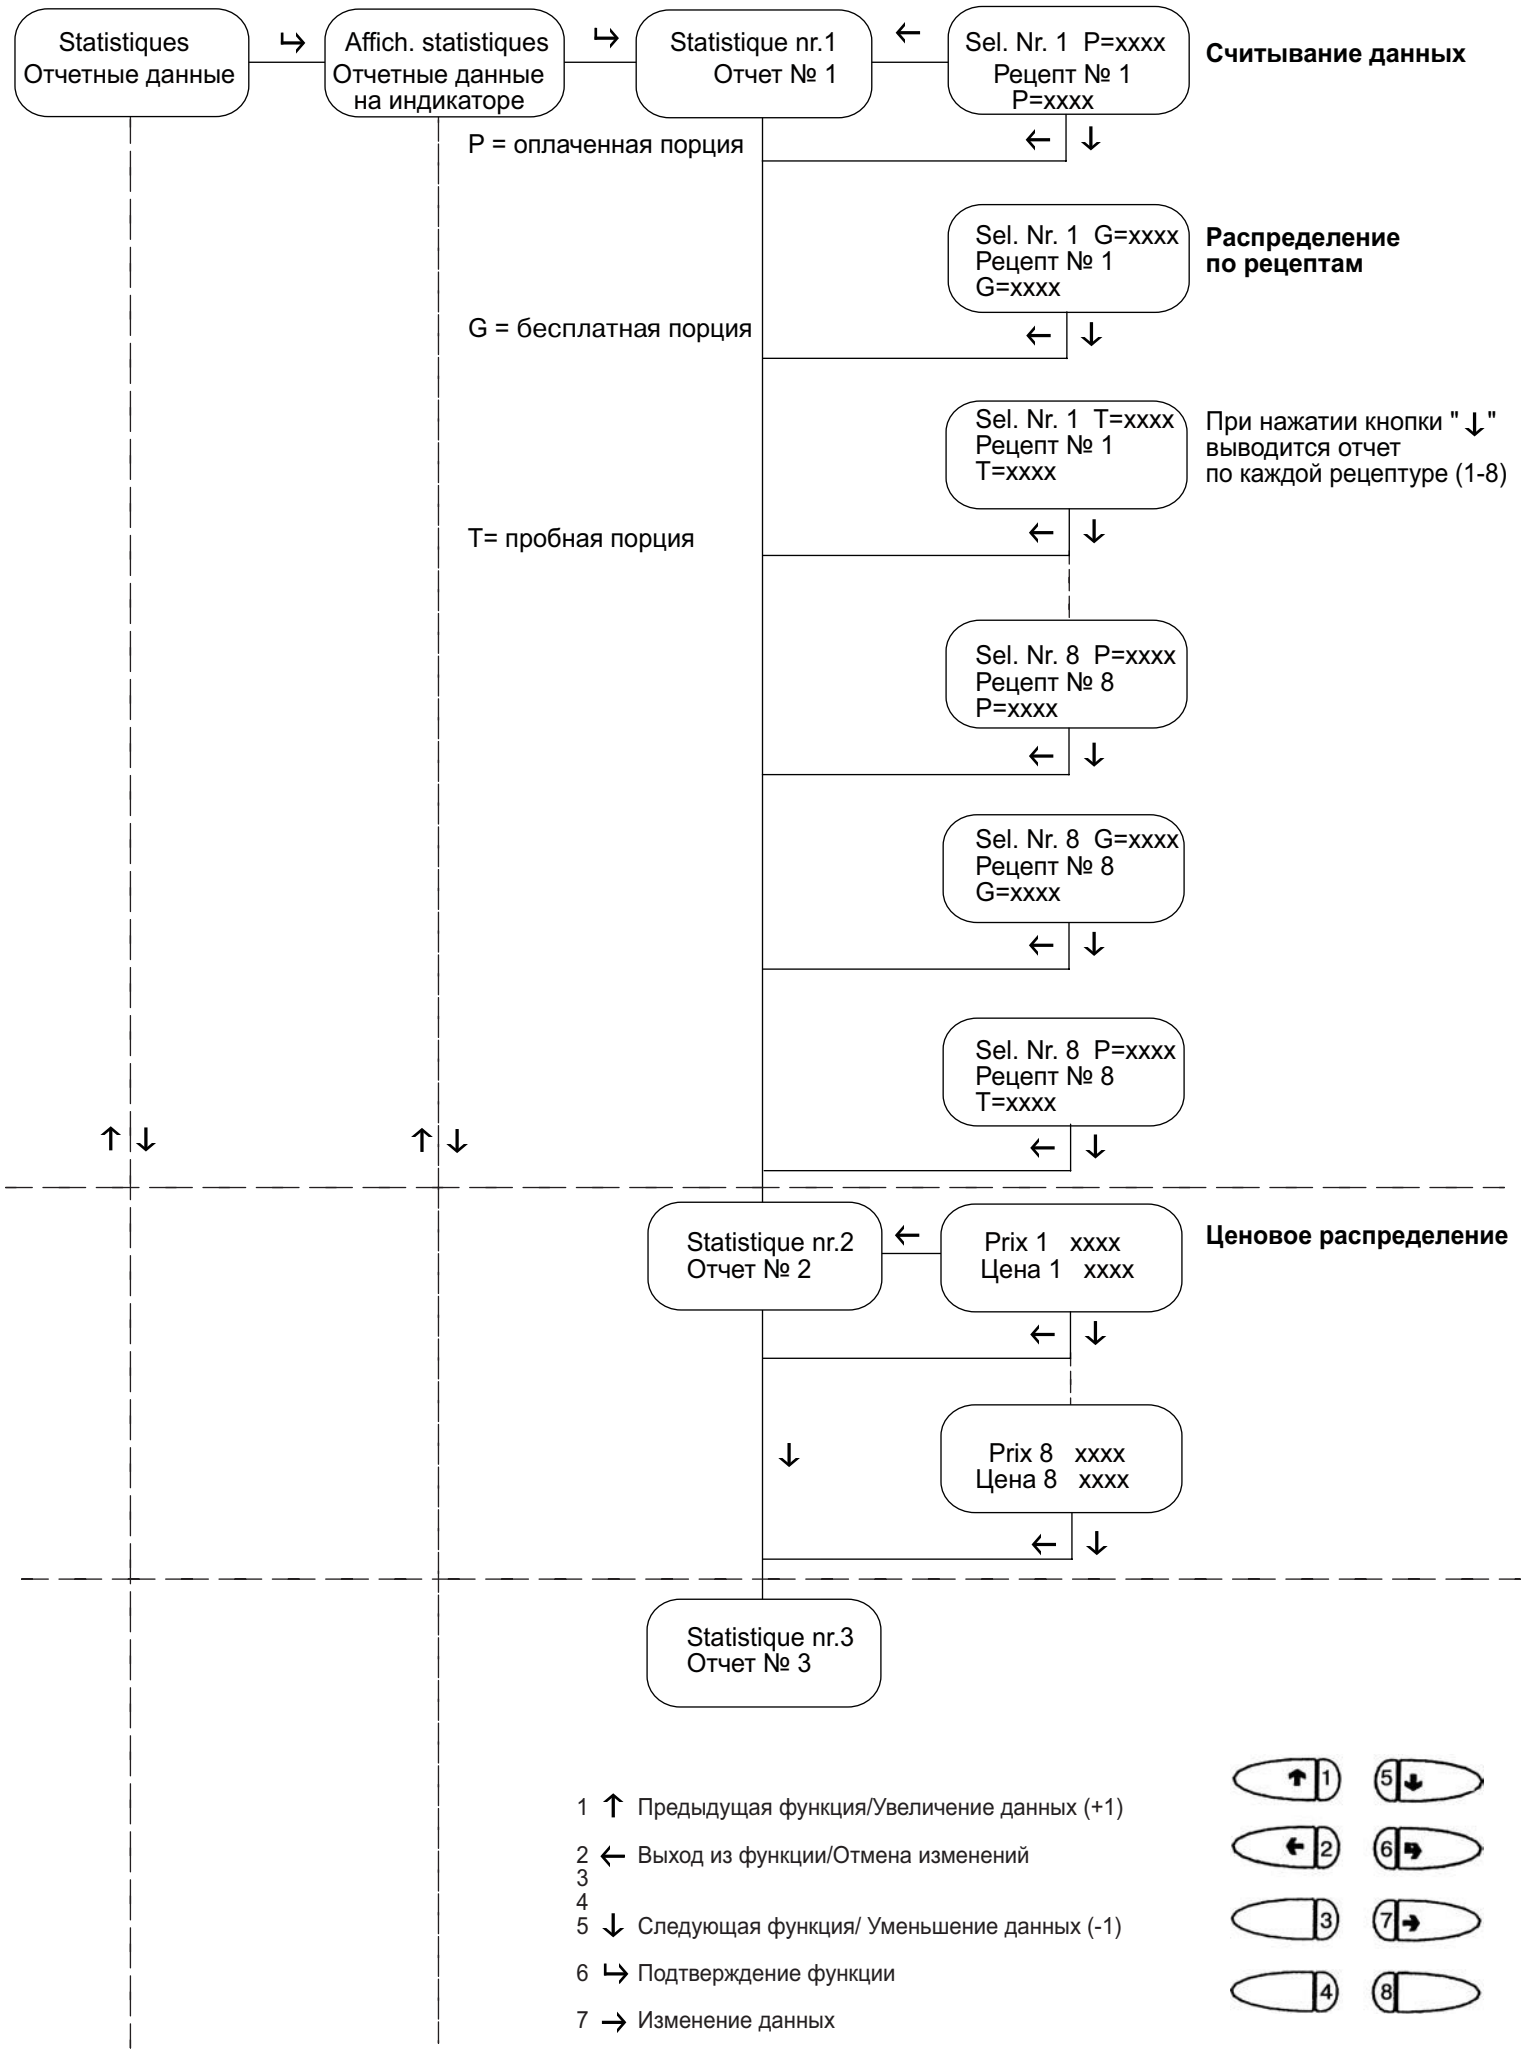 Statistiques
Отчетные данные
Affich. statistiques
Отчетные данные
на индикаторе
Statistique nr.1
Отчет № 1
Sel. Nr. 1 P=xxxx
Рецепт № 1
P=xxxx
Считывание данных
P = оплаченная порция
Sel. Nr. 1 G=xxxx
Рецепт № 1
G=xxxx
Распределение
по рецептам
G = бесплатная порция
Sel. Nr. 1 T=xxxx
Рецепт № 1
T=xxxx
При нажатии кнопки "↓"
выводится отчет
по каждой рецептуре (1-8)
T= пробная порция
Sel. Nr. 8 P=xxxx
Рецепт № 8
P=xxxx
Sel. Nr. 8 G=xxxx
Рецепт № 8
G=xxxx
Sel. Nr. 8 P=xxxx
Рецепт № 8
T=xxxx
Statistique nr.2
Отчет № 2
Prix 1 xxxx
Цена 1 xxxx
Ценовое распределение
Prix 8 xxxx
Цена 8 xxxx
Statistique nr.3
Отчет № 3
1 ↑ Предыдущая функция/Увеличение данных (+1)
2 ← Выход из функции/Отмена изменений
3
4
5 ↓ Следующая функция/ Уменьшение данных (-1)
6 ↳ Подтверждение функции
7 → Изменение данных
1 5
2 6
3 7
4 8